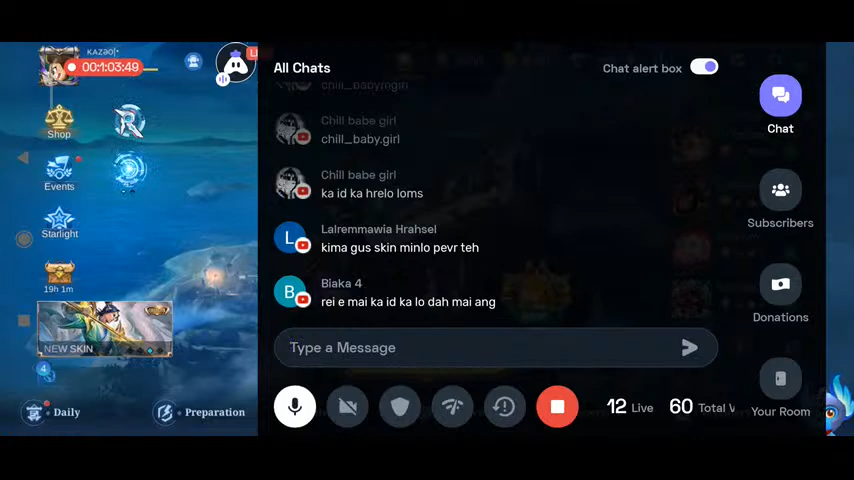 KAZƏO
00:1:03:49
Shop
Events
Starlight
19h 1m
NEW SKIN
4
Daily
Preparation
All Chats
Chat alert box
Chill babe girl
chill_baby.girl
Chill babe girl
ka id ka hrelo loms
Lalremmawia Hrahsel
L
kima gus skin minlo pevr teh
Biaka 4
B
rei e mai ka id ka lo dah mai ang
Type a Message
12 Live
60 Total
Chat
Subscribers
Donations
Your Room